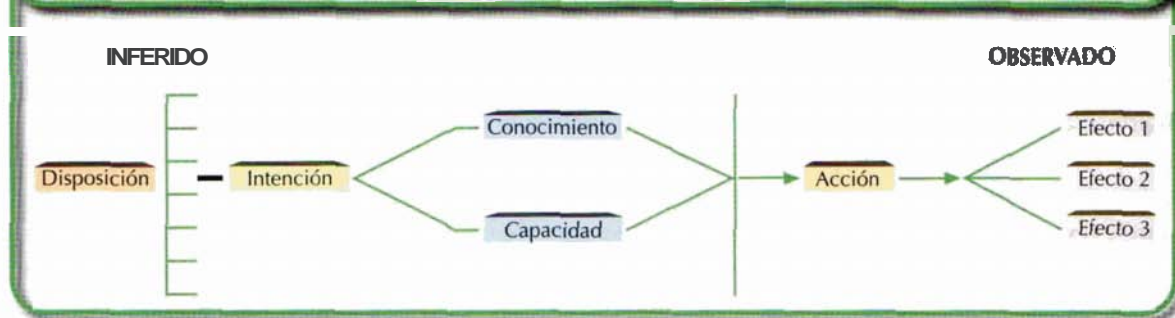 INFERIDO OBSERVADO
Conocimiento Efecto 1
Disposición Intención Acción Efecto 2
Capacidad Efecto 3